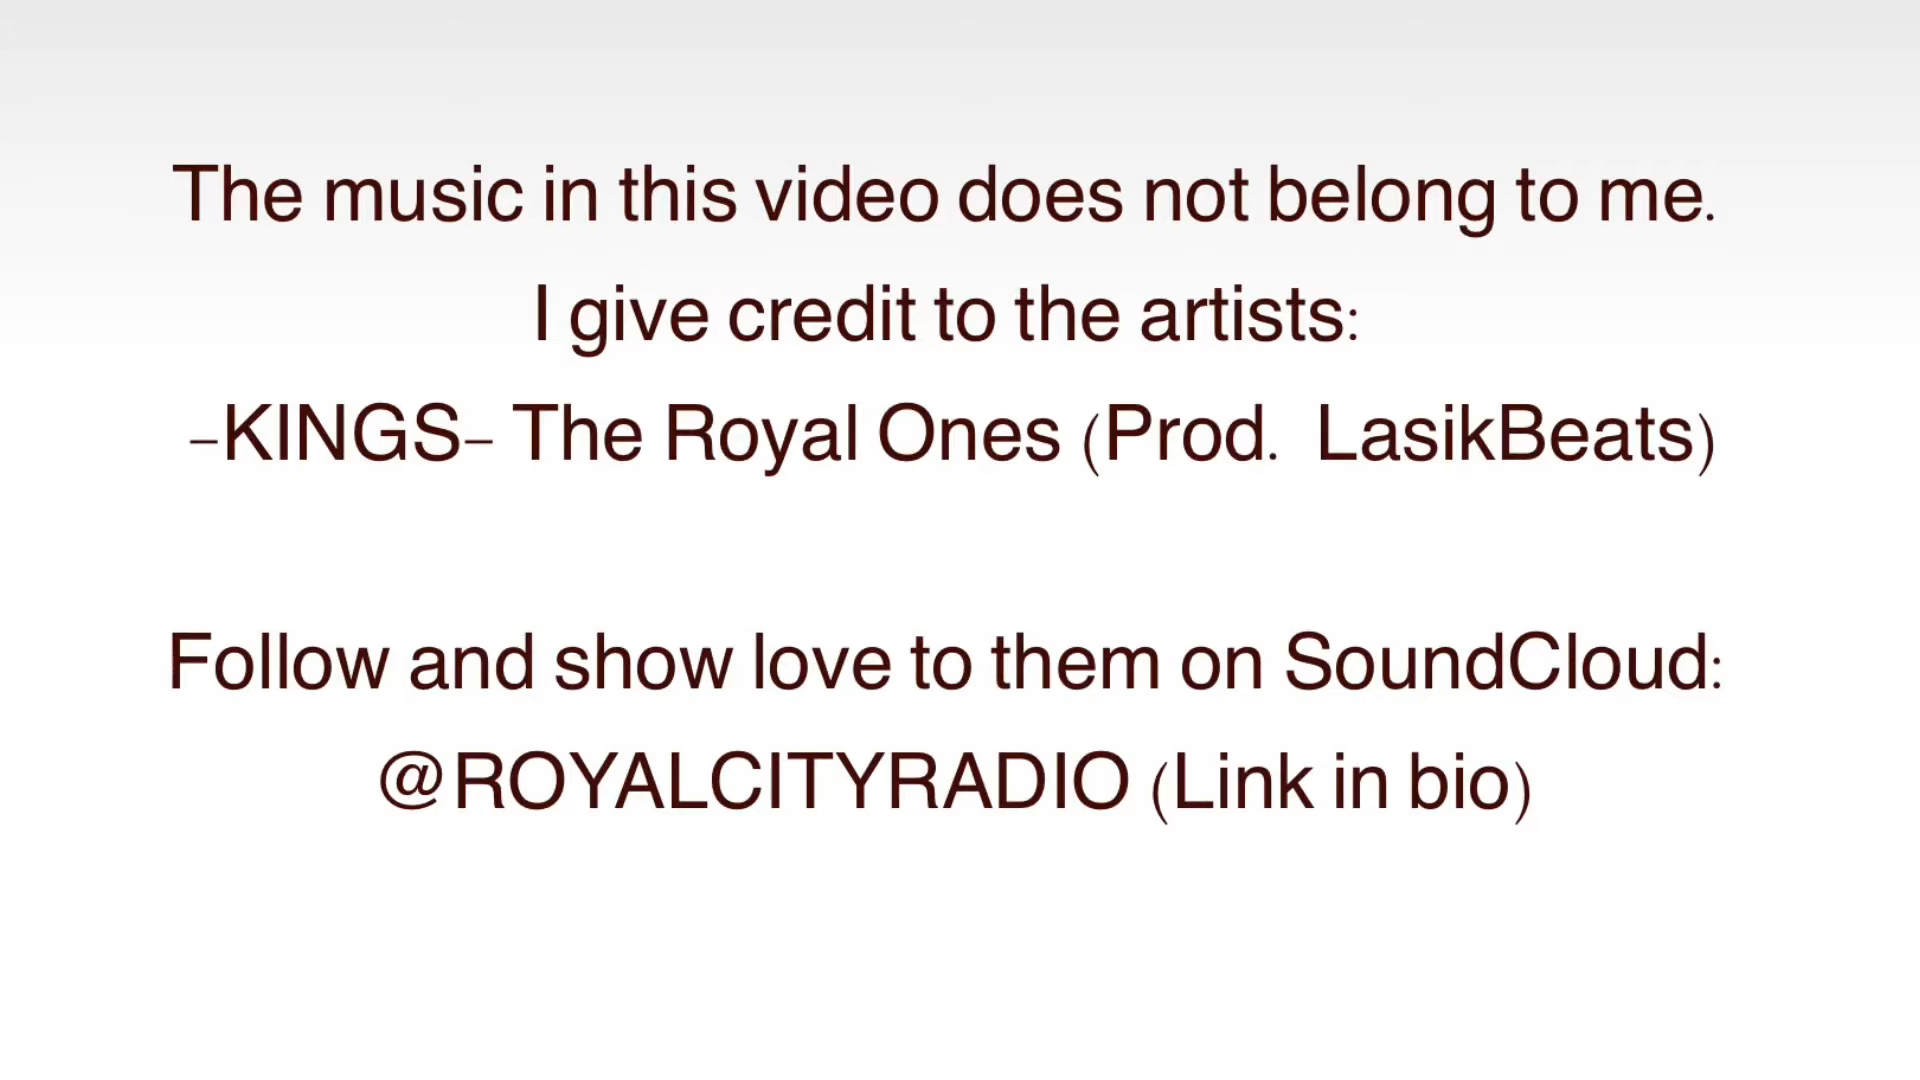 The music in this video does not belong to me.
I give credit to the artists:
-KINGS- The Royal Ones (Prod. LasikBeats)
Follow and show love to them on SoundCloud:
@ROYALCITYRADIO (Link in bio)